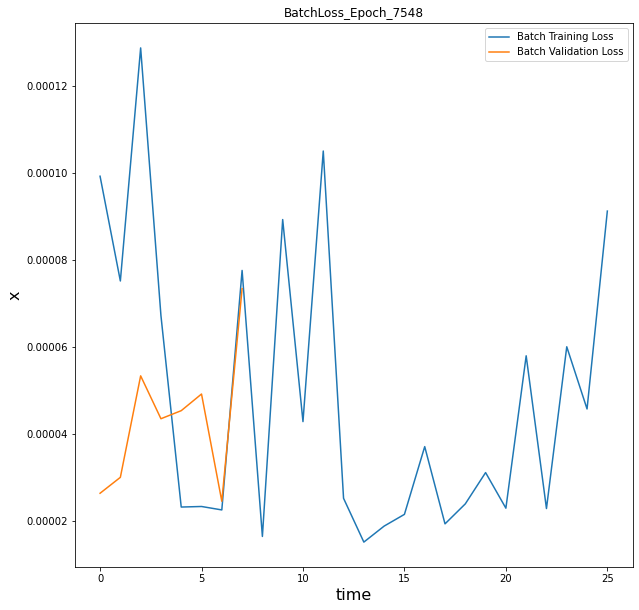 BatchLoss_Epoch_7548
Batch Training Loss
Batch Validation Loss
0.00012
0.00010
0.00008
0.00006
0.00004
0.00002
x
0 5 10 15 20 25
time